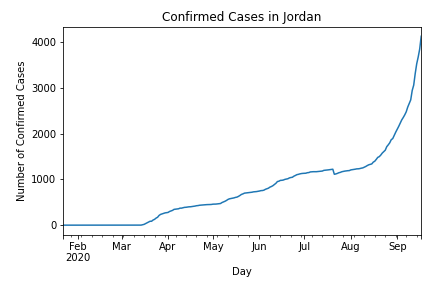 Confirmed Cases in Jordan
Number of Confirmed Cases
4000
3000
2000
1000
0
Feb Mar Apr May Jun Jul Aug Sep
2020
Day